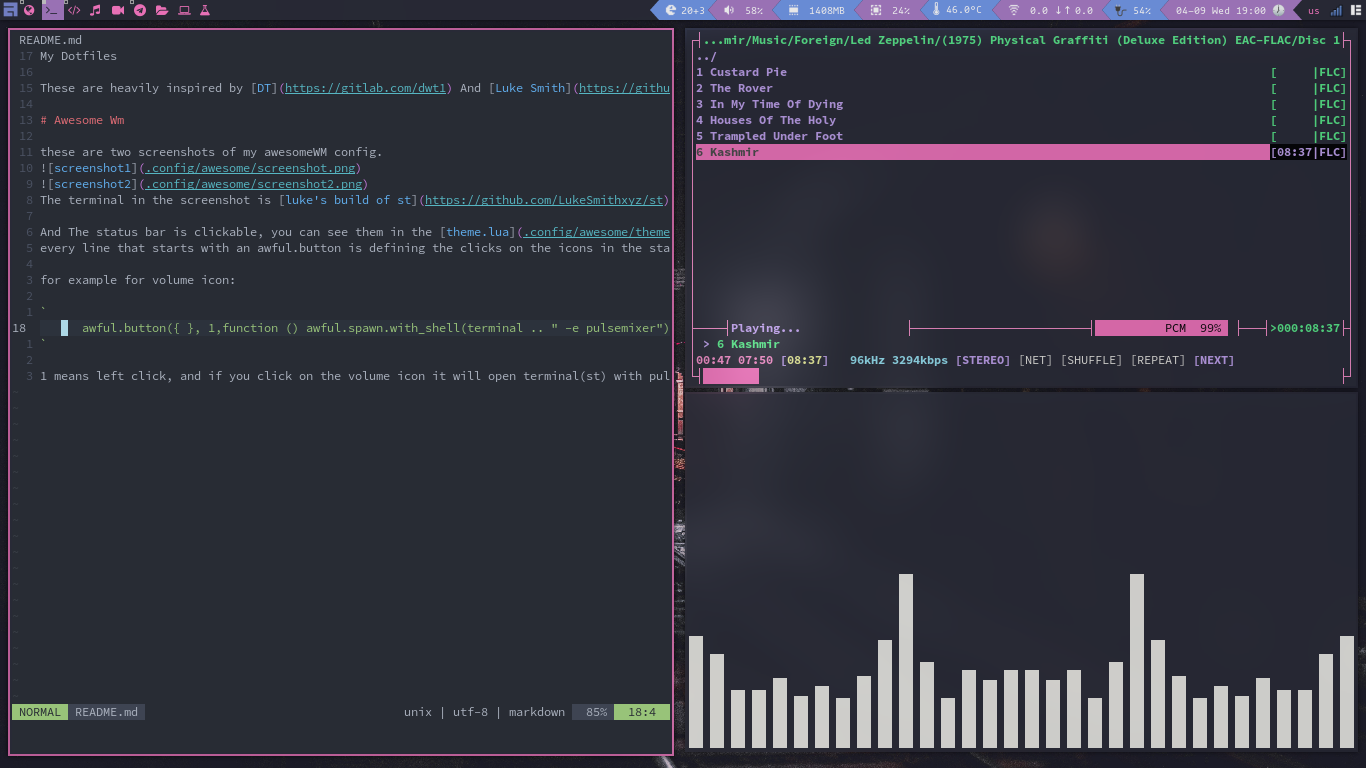 20+3 58% 1408MB 24% 46.0°C 0.0 ↓↑ 0.0 54% 04-09 Wed 19:00 us
README.md
17 My Dotfiles
16
15 These are heavily inspired by [DT](https://gitlab.com/dwt1) And [Luke Smith](https://githu
14
13 # Awesome Wm
12
11 these are two screenshots of my awesomeWM config.
10 ![screenshot1](.config/awesome/screenshot.png)
9 ![screenshot2](.config/awesome/screenshot2.png)
8 The terminal in the screenshot is [luke's build of st](https://github.com/LukeSmithxyz/st)
7
6 And The status bar is clickable, you can see them in the [theme.lua](.config/awesome/theme
5 every line that starts with an awful.button is defining the clicks on the icons in the sta
4
3 for example for volume icon:
2
1 `
18 awful.button({ }, 1,function () awful.spawn.with_shell(terminal .. " -e pulsemixer")
1 `
2
3 1 means left click, and if you click on the volume icon it will open terminal(st) with pul
NORMAL README.md unix | utf-8 | markdown 85% 18:4
...mir/Music/Foreign/Led Zeppelin/(1975) Physical Graffiti (Deluxe Edition) EAC-FLAC/Disc 1
../
1 Custard Pie [ |FLC]
2 The Rover [ |FLC]
3 In My Time Of Dying [ |FLC]
4 Houses Of The Holy [ |FLC]
5 Trampled Under Foot [ |FLC]
6 Kashmir [08:37|FLC]
Playing... PCM 99% >000:08:37
> 6 Kashmir
00:47 07:50 [08:37] 96kHz 3294kbps [STEREO] [NET] [SHUFFLE] [REPEAT] [NEXT]